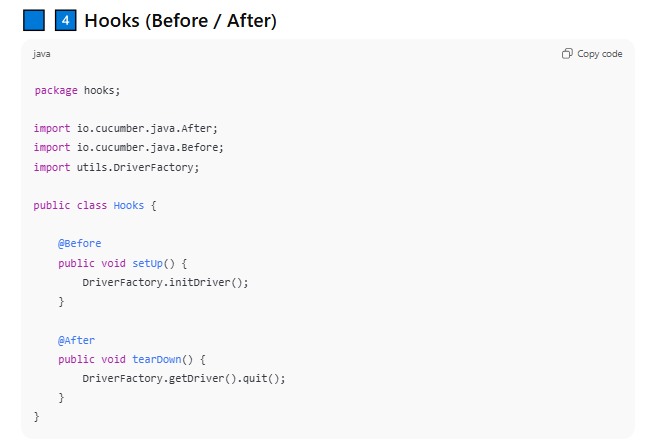 4 Hooks (Before / After)
java
Copy code
package hooks;
import io.cucumber.java.After;
import io.cucumber.java.Before;
import utils.DriverFactory;
public class Hooks {
@Before
public void setUp() {
DriverFactory.initDriver();
}
@After
public void tearDown() {
DriverFactory.getDriver().quit();
}
}